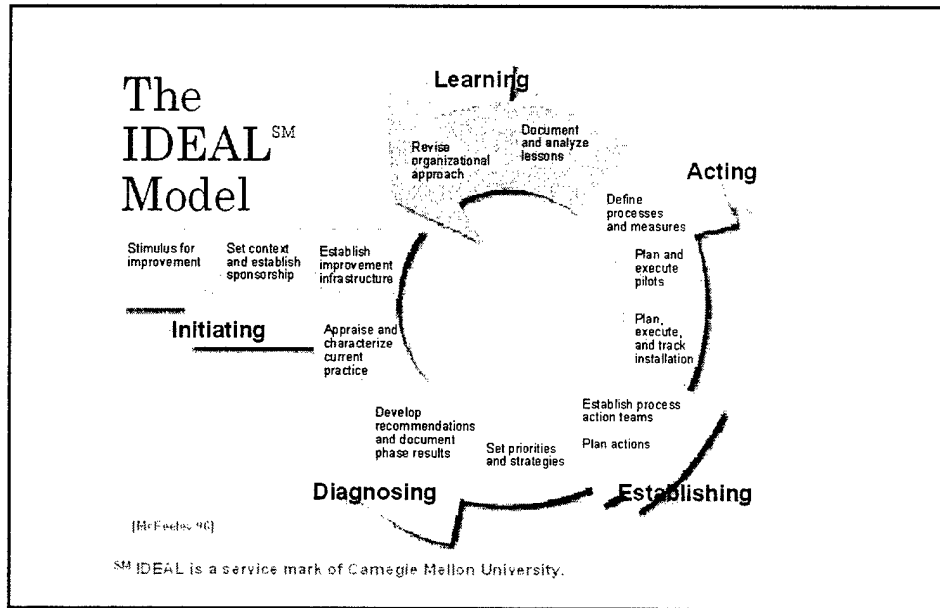 The
IDEAL℠
Model
Learning
Document
and analyze
lessons
Revise
organizational
approach
Acting
Define
processes
and measures
Plan and
execute
pilots
Plan,
execute,
and track
installation
Stimulus for
improvement
Set context
and establish
sponsorship
Establish
improvement
infrastructure
Initiating
Appraise and
characterize
current
practice
Develop
recommendations
and document
phase results
Set priorities
and strategies
Establish process
action teams
Plan actions
Diagnosing
Establishing
[McFeeley 96]
℠ IDEAL is a service mark of Carnegie Mellon University.